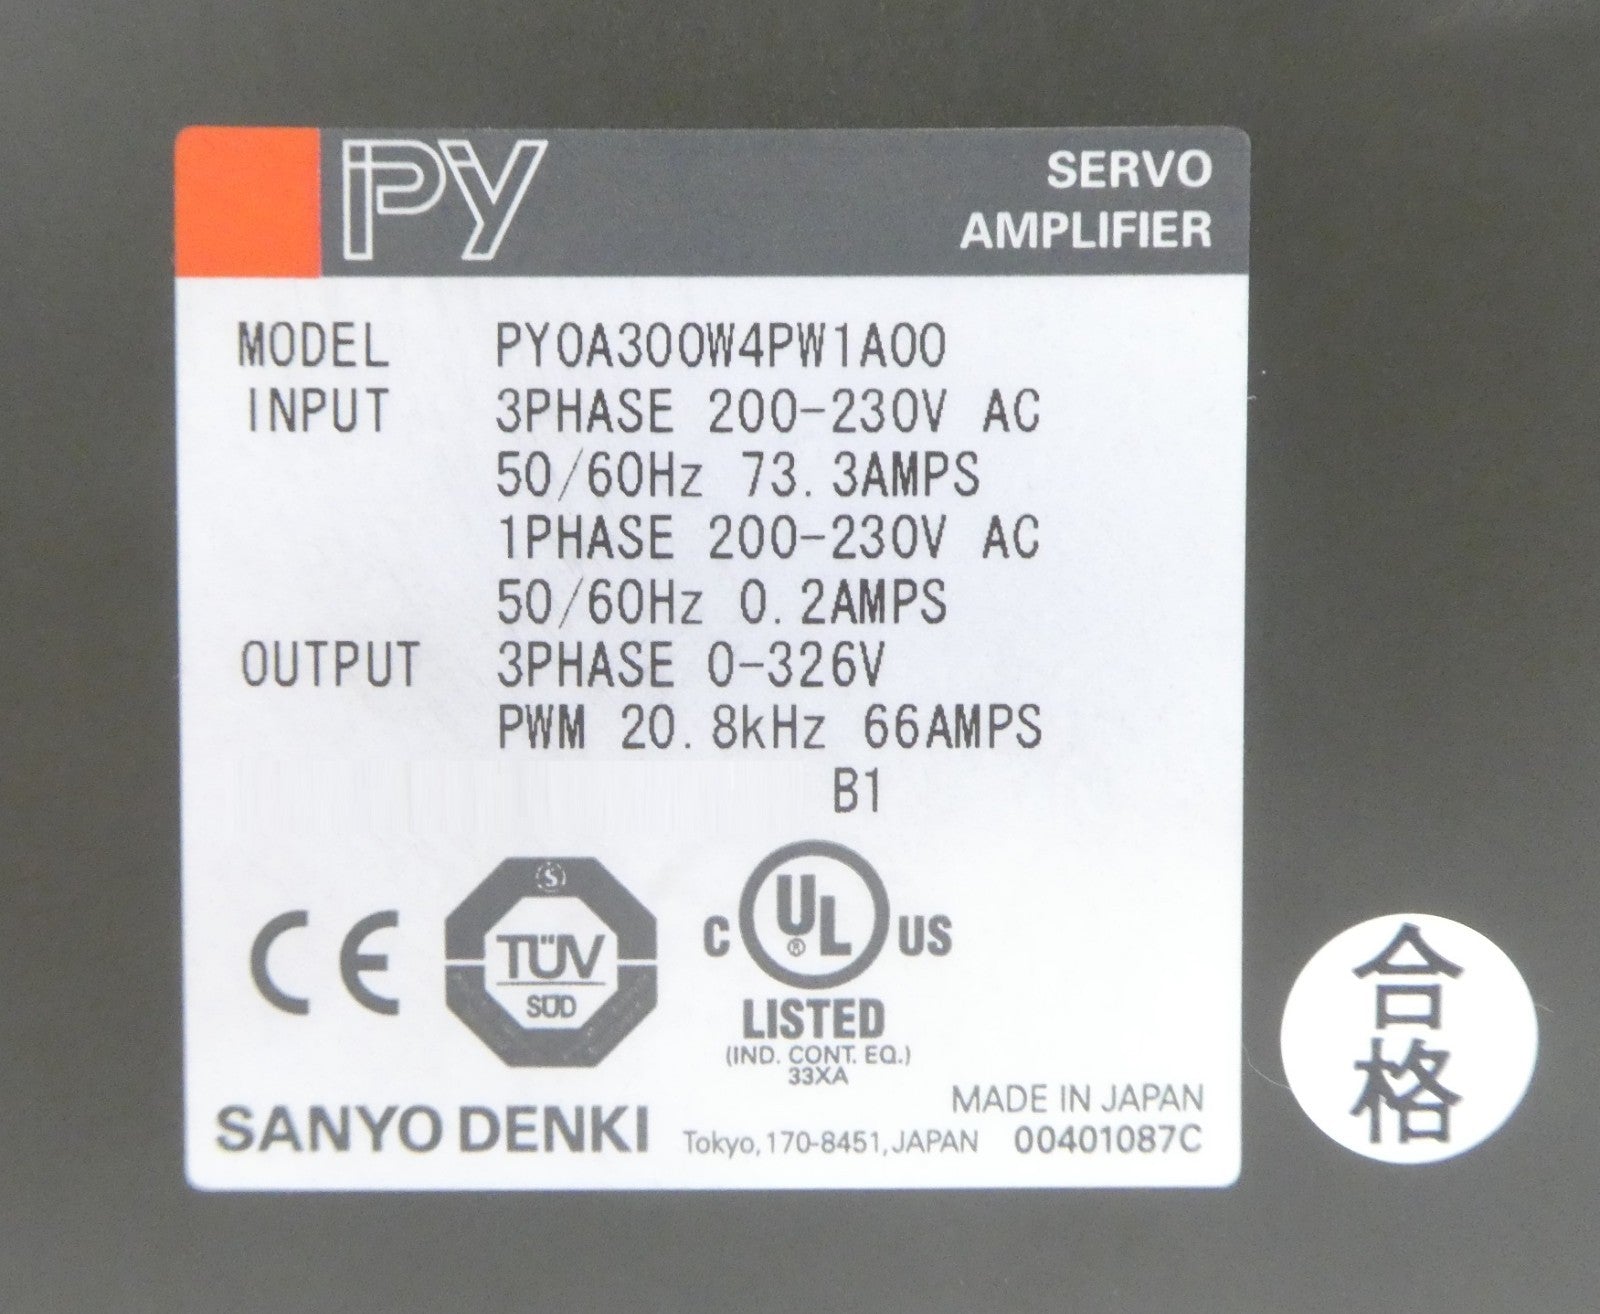 PY
SERVO
AMPLIFIER
MODEL PY0A300W4PW1A00
INPUT 3PHASE 200-230V AC
50/60Hz 73.3AMPS
1PHASE 200-230V AC
50/60Hz 0.2AMPS
OUTPUT 3PHASE 0-326V
PWM 20.8kHz 66AMPS
B1
CE
S
TÜV
SÜD
C UL® US
LISTED
(IND. CONT. EQ.)
33XA
MADE IN JAPAN
SANYO DENKI Tokyo, 170-8451, JAPAN 00401087C
合
格